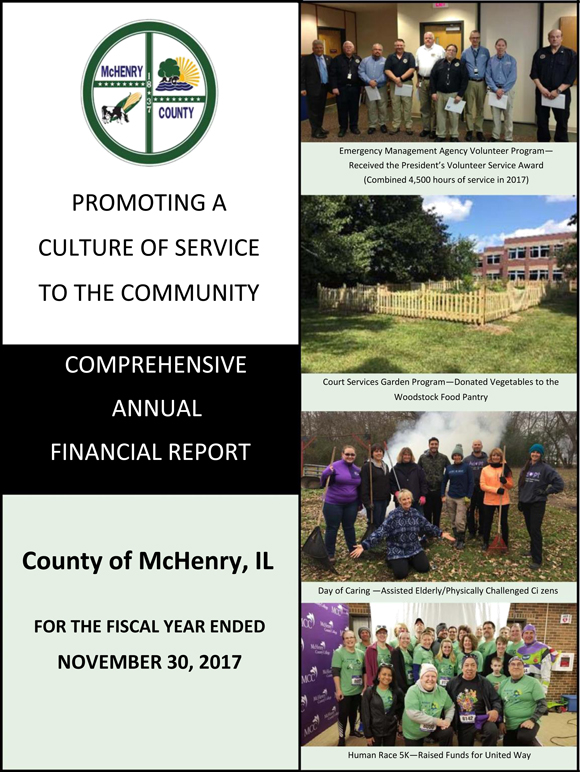 McHENRY
18
37
COUNTY
PROMOTING A
CULTURE OF SERVICE
TO THE COMMUNITY
COMPREHENSIVE
ANNUAL
FINANCIAL REPORT
County of McHenry, IL
FOR THE FISCAL YEAR ENDED
NOVEMBER 30, 2017
Emergency Management Agency Volunteer Program—
Received the President's Volunteer Service Award
(Combined 4,500 hours of service in 2017)
Court Services Garden Program—Donated Vegetables to the
Woodstock Food Pantry
Day of Caring —Assisted Elderly/Physically Challenged Ci zens
MCC
Human Race 5K—Raised Funds for United Way